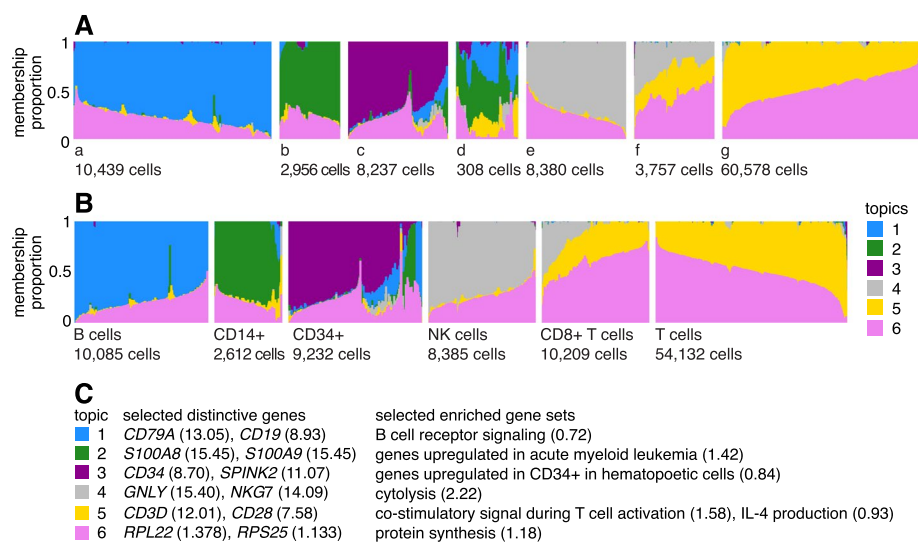 A
membership
proportion
1
0.5
0
a
b
c
d
e
f
g
10,439 cells
2,956 cells
8,237 cells
308 cells
8,380 cells
3,757 cells
60,578 cells
B
membership
proportion
1
0.5
0
B cells
CD14+
CD34+
NK cells
CD8+ T cells
T cells
10,085 cells
2,612 cells
9,232 cells
8,385 cells
10,209 cells
54,132 cells
topics
1
2
3
4
5
6
C
topic selected distinctive genes selected enriched gene sets
1 CD79A (13.05), CD19 (8.93) B cell receptor signaling (0.72)
2 S100A8 (15.45), S100A9 (15.45) genes upregulated in acute myeloid leukemia (1.42)
3 CD34 (8.70), SPINK2 (11.07) genes upregulated in CD34+ in hematopoetic cells (0.84)
4 GNLY (15.40), NKG7 (14.09) cytolysis (2.22)
5 CD3D (12.01), CD28 (7.58) co-stimulatory signal during T cell activation (1.58), IL-4 production (0.93)
6 RPL22 (1.378), RPS25 (1.133) protein synthesis (1.18)